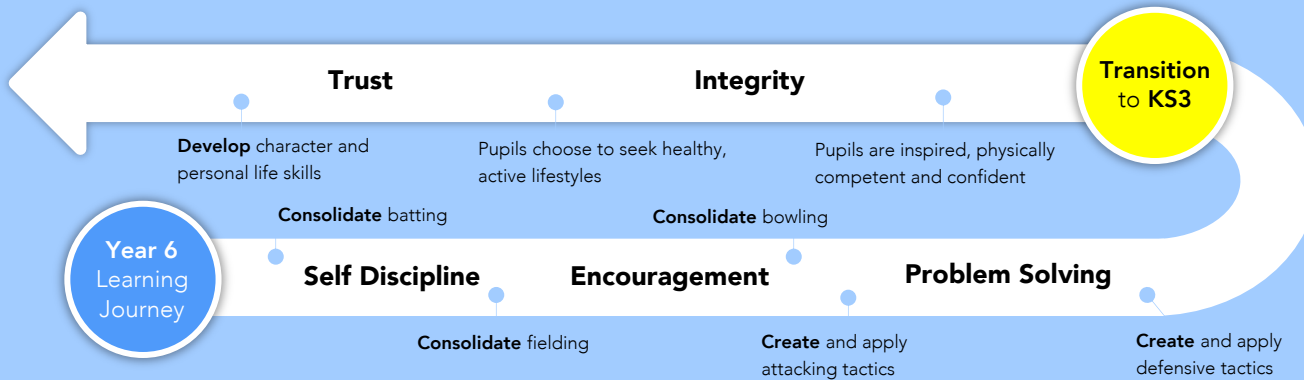 Trust
Integrity
Transition
to KS3
Develop character and
personal life skills
Pupils choose to seek healthy,
active lifestyles
Pupils are inspired, physically
competent and confident
Consolidate batting
Consolidate bowling
Year 6
Learning
Journey
Self Discipline
Encouragement
Problem Solving
Consolidate fielding
Create and apply
attacking tactics
Create and apply
defensive tactics